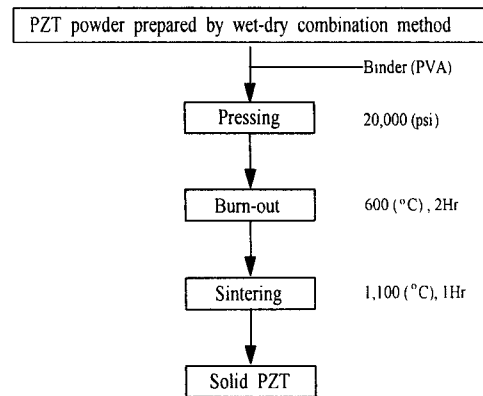 PZT powder prepared by wet-dry combination method
Binder (PVA)
Pressing 20,000 (psi)
Burn-out 600 (°C) , 2Hr
Sintering 1,100 (°C), 1Hr
Solid PZT